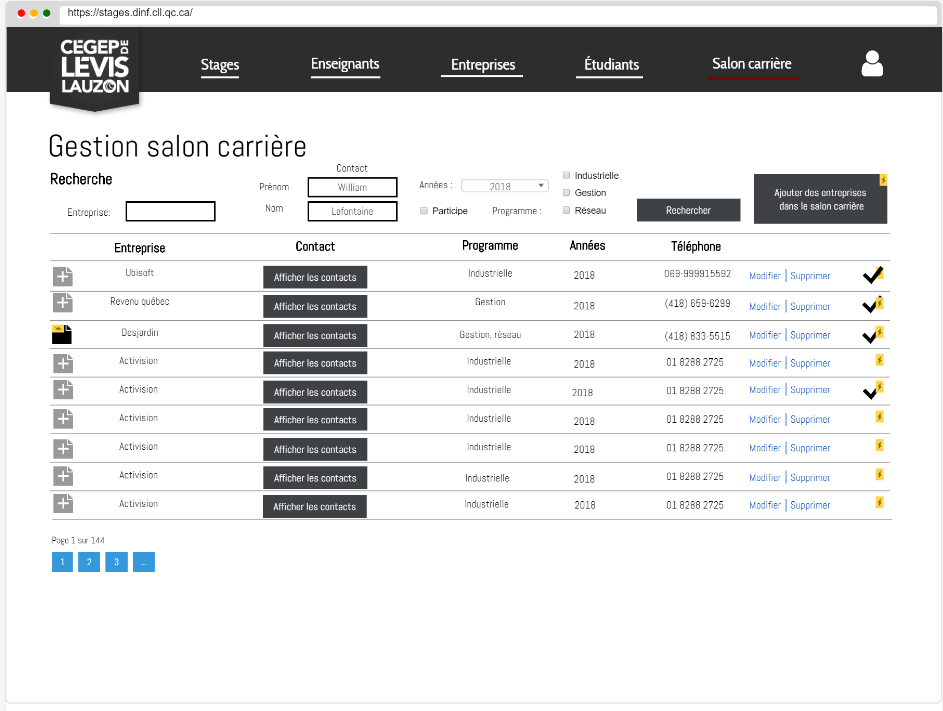 https://stages.dinf.cll.qc.ca/
CEGEP DE
LEVIS
LAUZON
Stages Enseignants Entreprises Étudiants Salon carrière
Gestion salon carrière
Recherche
Contact
Prénom William
Nom Lafontaine
Entreprise:
Années : 2018
Participe Programme :
Industrielle
Gestion
Réseau
Rechercher
Ajouter des entreprises
dans le salon carrière
Entreprise Contact Programme Années Téléphone
Ubisoft Afficher les contacts Industrielle 2018 069-999915592 Modifier | Supprimer
Revenu québec Afficher les contacts Gestion 2018 (418) 659-6299 Modifier | Supprimer
Desjardin Afficher les contacts Gestion, réseau 2018 (418) 833-5515 Modifier | Supprimer
Activision Afficher les contacts Industrielle 2018 01 8288 2725 Modifier | Supprimer
Activision Afficher les contacts Industrielle 2018 01 8288 2725 Modifier | Supprimer
Activision Afficher les contacts Industrielle 2018 01 8288 2725 Modifier | Supprimer
Activision Afficher les contacts Industrielle 2018 01 8288 2725 Modifier | Supprimer
Activision Afficher les contacts Industrielle 2018 01 8288 2725 Modifier | Supprimer
Activision Afficher les contacts Industrielle 2018 01 8288 2725 Modifier | Supprimer
Page 1 sur 144
1 2 3 ...